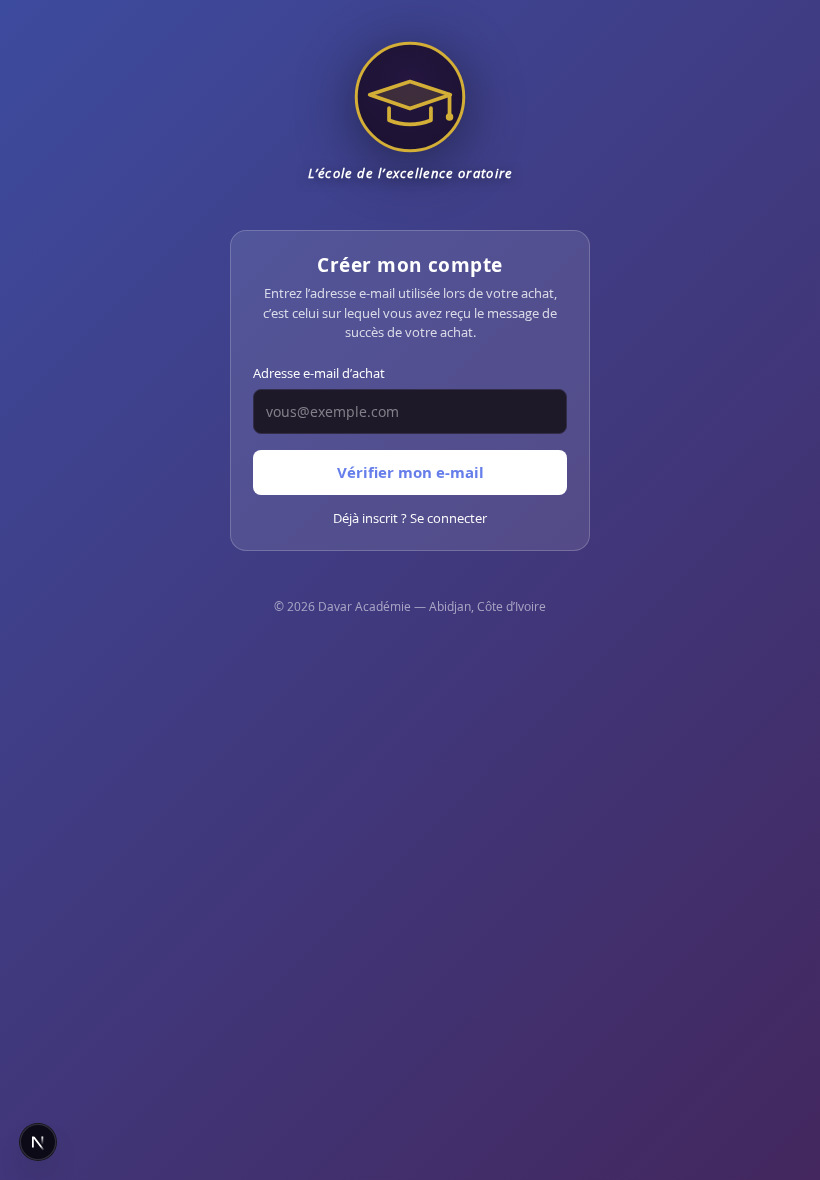 L’école de l’excellence oratoire
Créer mon compte
Entrez l’adresse e-mail utilisée lors de votre achat,
c’est celui sur lequel vous avez reçu le message de
succès de votre achat.
Adresse e-mail d’achat
vous@exemple.com
Vérifier mon e-mail
Déjà inscrit ? Se connecter
© 2026 Davar Académie — Abidjan, Côte d’Ivoire
N